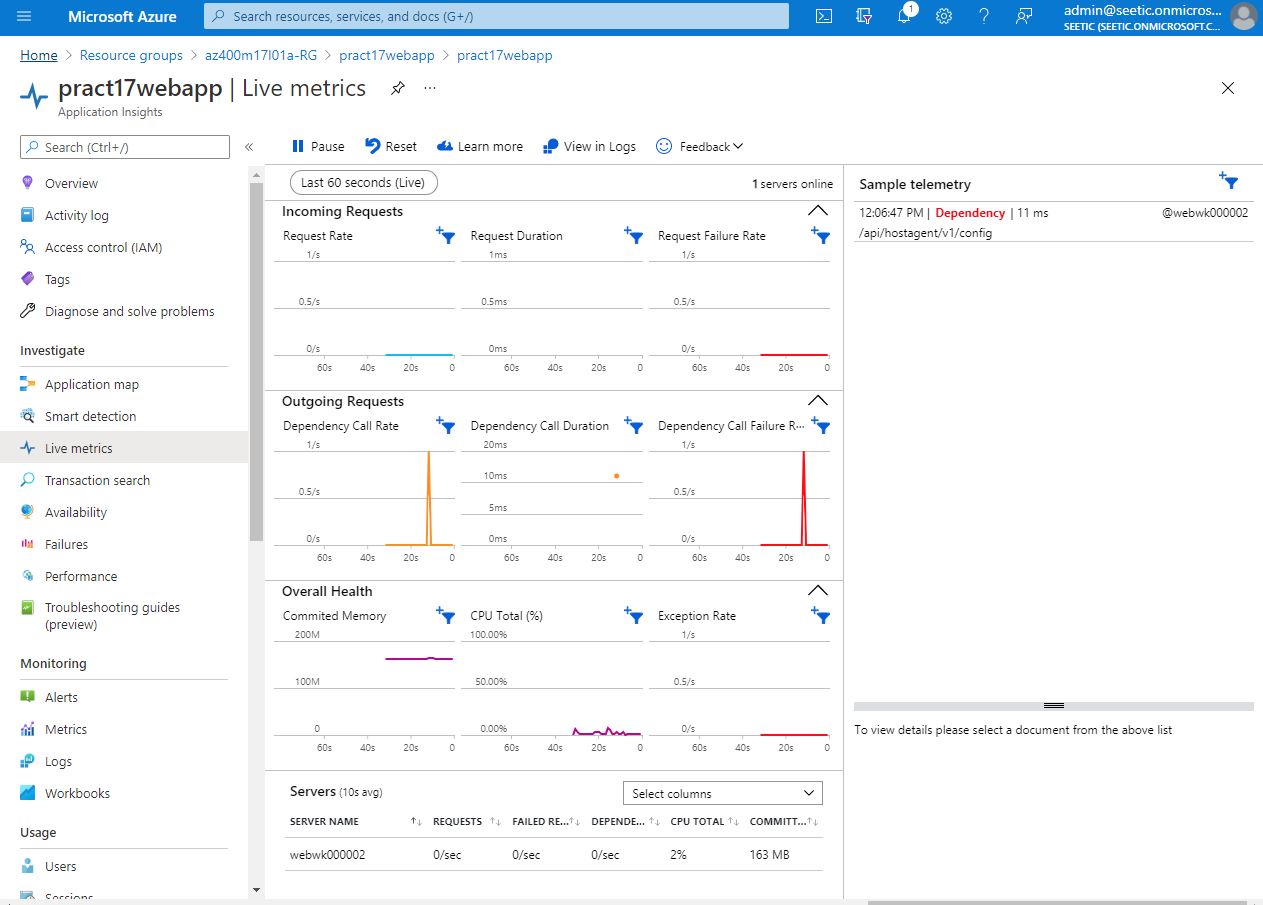 Microsoft Azure
Search resources, services, and docs (G+/)
1
admin@seetic.onmicros...
SEETIC (SEETIC.ONMICROSOFT.C...
Home > Resource groups > az400m17l01a-RG > pract17webapp > pract17webapp
pract17webapp | Live metrics
Application Insights
Search (Ctrl+/)
Overview
Activity log
Access control (IAM)
Tags
Diagnose and solve problems
Investigate
Application map
Smart detection
Live metrics
Transaction search
Availability
Failures
Performance
Troubleshooting guides
(preview)
Monitoring
Alerts
Metrics
Logs
Workbooks
Usage
Users
Sessions
Pause Reset Learn more View in Logs Feedback
Last 60 seconds (Live)
1 servers online
Incoming Requests
Request Rate
1/s
0.5/s
0/s
60s 40s 20s 0
Request Duration
1ms
0.5ms
0ms
60s 40s 20s 0
Request Failure Rate
1/s
0.5/s
0/s
60s 40s 20s 0
Outgoing Requests
Dependency Call Rate
1/s
0.5/s
0/s
60s 40s 20s 0
Dependency Call Duration
20ms
10ms
5ms
0ms
60s 40s 20s 0
Dependency Call Failure R...
1/s
0.5/s
0/s
60s 40s 20s 0
Overall Health
Commited Memory
200M
100M
0
60s 40s 20s 0
CPU Total (%)
100.00%
50.00%
0.00%
60s 40s 20s 0
Exception Rate
1/s
0.5/s
0/s
60s 40s 20s 0
Servers (10s avg)
Select columns
SERVER NAME REQUESTS FAILED RE... DEPENDE... CPU TOTAL COMMITT...
webwk000002 0/sec 0/sec 0/sec 2% 163 MB
Sample telemetry
12:06:47 PM | Dependency | 11 ms @webwk000002
/api/hostagent/v1/config
To view details please select a document from the above list